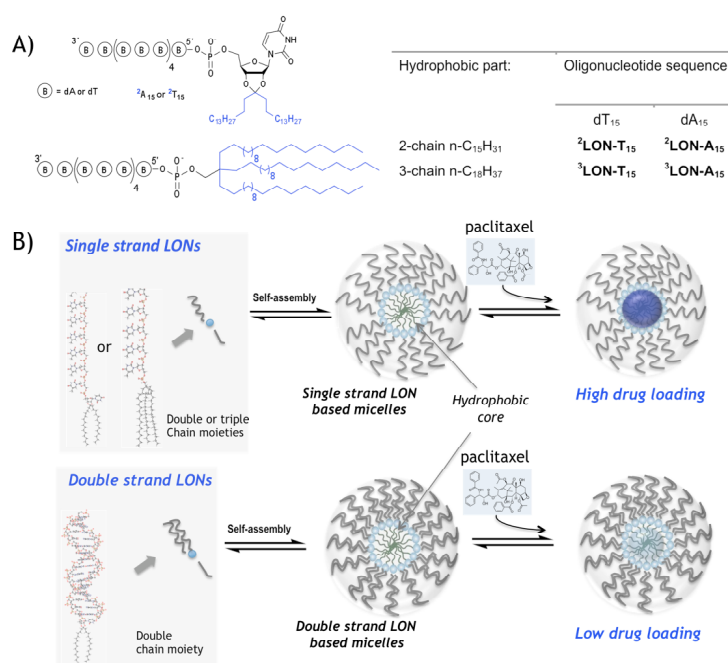 A)
3'
B B ( B B ) B 5' O P O
4
O
O-
O
O
NH
N
O
O
O
C13H27 C13H27
B = dA or dT
²A₁₅ or ²T₁₅
3'
B B ( B B ) B 5' O P O
4
O-
O
8
8
8
Hydrophobic part: Oligonucleotide sequence
dT₁₅ dA₁₅
2-chain n-C₁₅H₃₁ ²LON-T₁₅ ²LON-A₁₅
3-chain n-C₁₈H₃₇ ³LON-T₁₅ ³LON-A₁₅
B)
Single strand LONs
or
Double or triple
Chain moieties
Self-assembly
Single strand LON
based micelles
paclitaxel
High drug loading
Hydrophobic
core
Double strand LONs
Double
chain moiety
Self-assembly
Double strand LON
based micelles
paclitaxel
Low drug loading